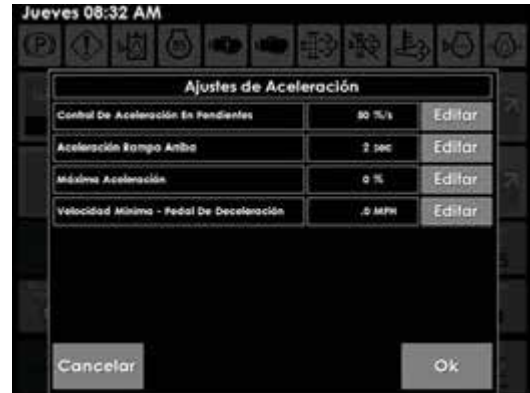 Jueves 08:32 AM
Ajustes de Aceleración
Control De Aceleración En Pendientes 80 %/s Editar
Aceleración Rampa Arriba 2 sec Editar
Máxima Aceleración 0 % Editar
Velocidad Minima - Pedal De Deceleración .0 MPH Editar
Cancelar Ok